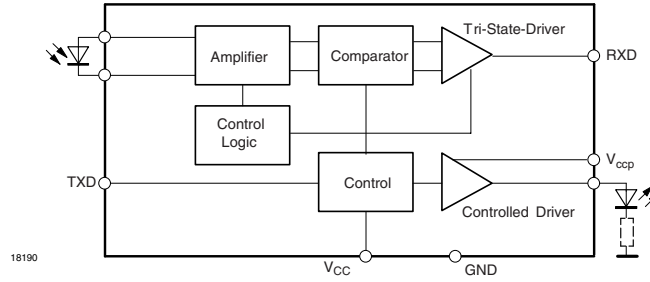 Tri-State-Driver
Amplifier
Comparator
RXD
Control
Logic
Vccp
TXD
Control
Controlled Driver
18190
VCC
GND